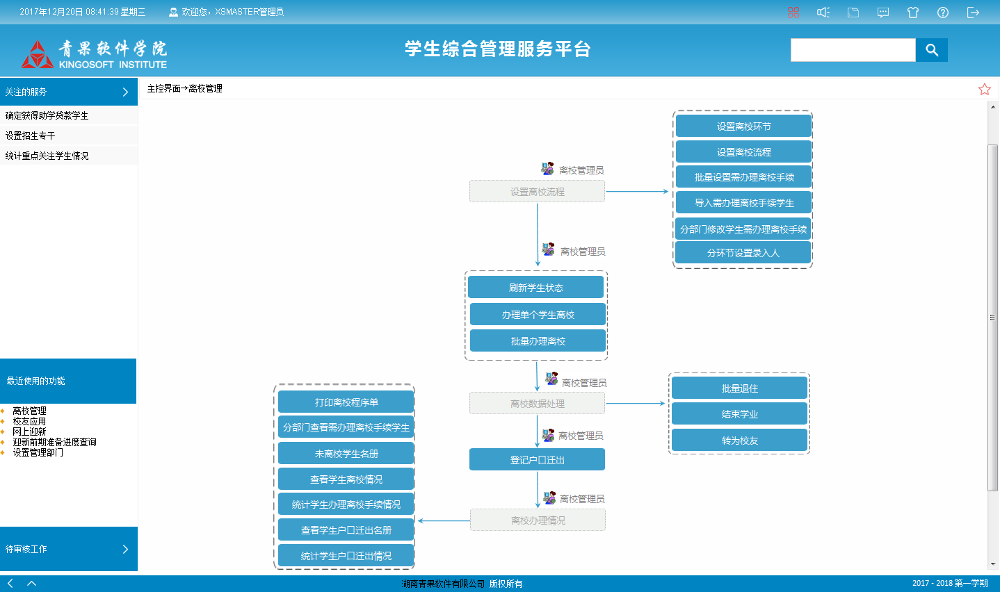 2017年12月20日 08:41:39 星期三
欢迎您，XSMASTER管理员
青果软件学院
KINGOSOFT INSTITUTE
学生综合管理服务平台
关注的服务
确定获得助学贷款学生
设置招生专干
统计重点关注学生情况
最近使用的功能
离校管理
校友应用
网上迎新
迎新前期准备进度查询
设置管理部门
待审核工作
主控界面→离校管理
离校管理员
设置离校流程
设置离校环节
设置离校流程
批量设置需办理离校手续
导入需办理离校手续学生
分部门修改学生需办理离校手续
分环节设置录入人
离校管理员
刷新学生状态
办理单个学生离校
批量办理离校
离校管理员
离校数据处理
批量退住
结束学业
转为校友
离校管理员
登记户口迁出
离校管理员
离校办理情况
打印离校程序单
分部门查看需办理离校手续学生
未离校学生名册
查看学生离校情况
统计学生办理离校手续情况
查看学生户口迁出名册
统计学生户口迁出情况
湖南青果软件有限公司 版权所有
2017 - 2018 第一学期